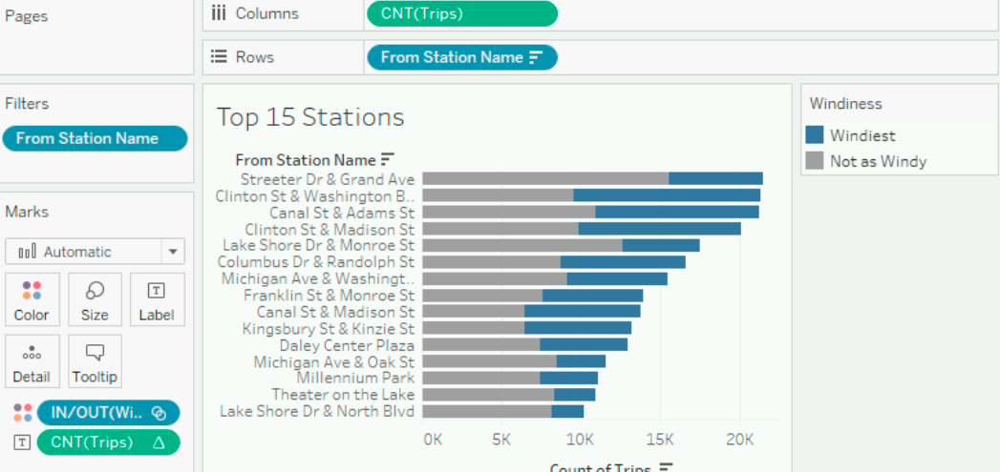 Pages
Columns
CNT(Trips)
Rows
From Station Name
Filters
From Station Name
Marks
Automatic
Color
Size
T
Label
Detail
Tooltip
IN/OUT(Wi..
T
CNT(Trips)
Top 15 Stations
From Station Name
Streeter Dr & Grand Ave
Clinton St & Washington B..
Canal St & Adams St
Clinton St & Madison St
Lake Shore Dr & Monroe St
Columbus Dr & Randolph St
Michigan Ave & Washingt..
Franklin St & Monroe St
Canal St & Madison St
Kingsbury St & Kinzie St
Daley Center Plaza
Michigan Ave & Oak St
Millennium Park
Theater on the Lake
Lake Shore Dr & North Blvd
0K 5K 10K 15K 20K
Count of Trips
Windiness
Windiest
Not as Windy